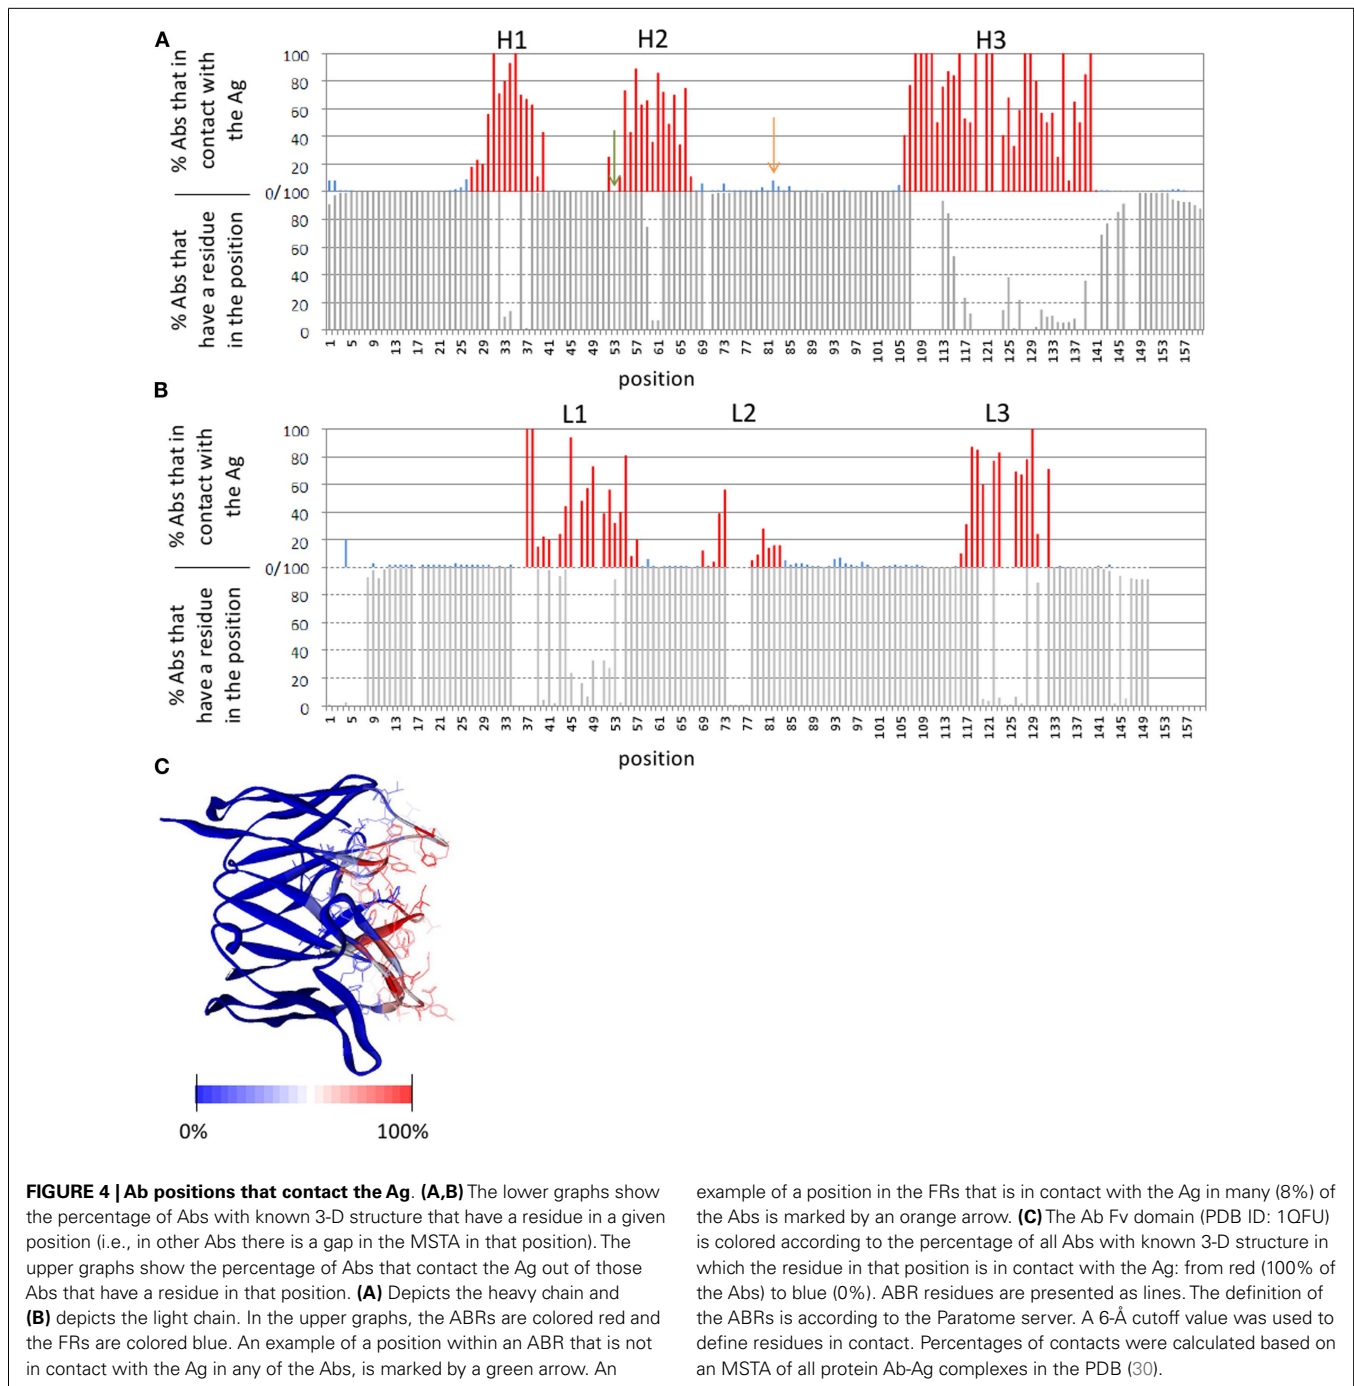 A
H1 H2 H3
% Abs that in
contact with
the Ag
100
80
60
40
20
0/100
% Abs that
have a residue
in the position
80
60
40
20
0
1 5 9 13 17 21 25 29 33 37 41 45 49 53 57 61 65 69 73 77 81 85 89 93 97 101 105 109 113 117 121 125 129 133 137 141 145 149 153 157
position
B
L1 L2 L3
% Abs that in
contact with
the Ag
100
80
60
40
20
0/100
% Abs that
have a residue
in the position
80
60
40
20
0
1 5 9 13 17 21 25 29 33 37 41 45 49 53 57 61 65 69 73 77 81 85 89 93 97 101 105 109 113 117 121 125 129 133 137 141 145 149 153 157
position
C
0% 100%
FIGURE 4 | Ab positions that contact the Ag. (A,B) The lower graphs show
the percentage of Abs with known 3-D structure that have a residue in a given
position (i.e., in other Abs there is a gap in the MSTA in that position). The
upper graphs show the percentage of Abs that contact the Ag out of those
Abs that have a residue in that position. (A) Depicts the heavy chain and
(B) depicts the light chain. In the upper graphs, the ABRs are colored red and
the FRs are colored blue. An example of a position within an ABR that is not
in contact with the Ag in any of the Abs, is marked by a green arrow. An
example of a position in the FRs that is in contact with the Ag in many (8%) of
the Abs is marked by an orange arrow. (C) The Ab Fv domain (PDB ID: 1QFU)
is colored according to the percentage of all Abs with known 3-D structure in
which the residue in that position is in contact with the Ag: from red (100% of
the Abs) to blue (0%). ABR residues are presented as lines. The definition of
the ABRs is according to the Paratome server. A 6-Å cutoff value was used to
define residues in contact. Percentages of contacts were calculated based on
an MSTA of all protein Ab-Ag complexes in the PDB (30).